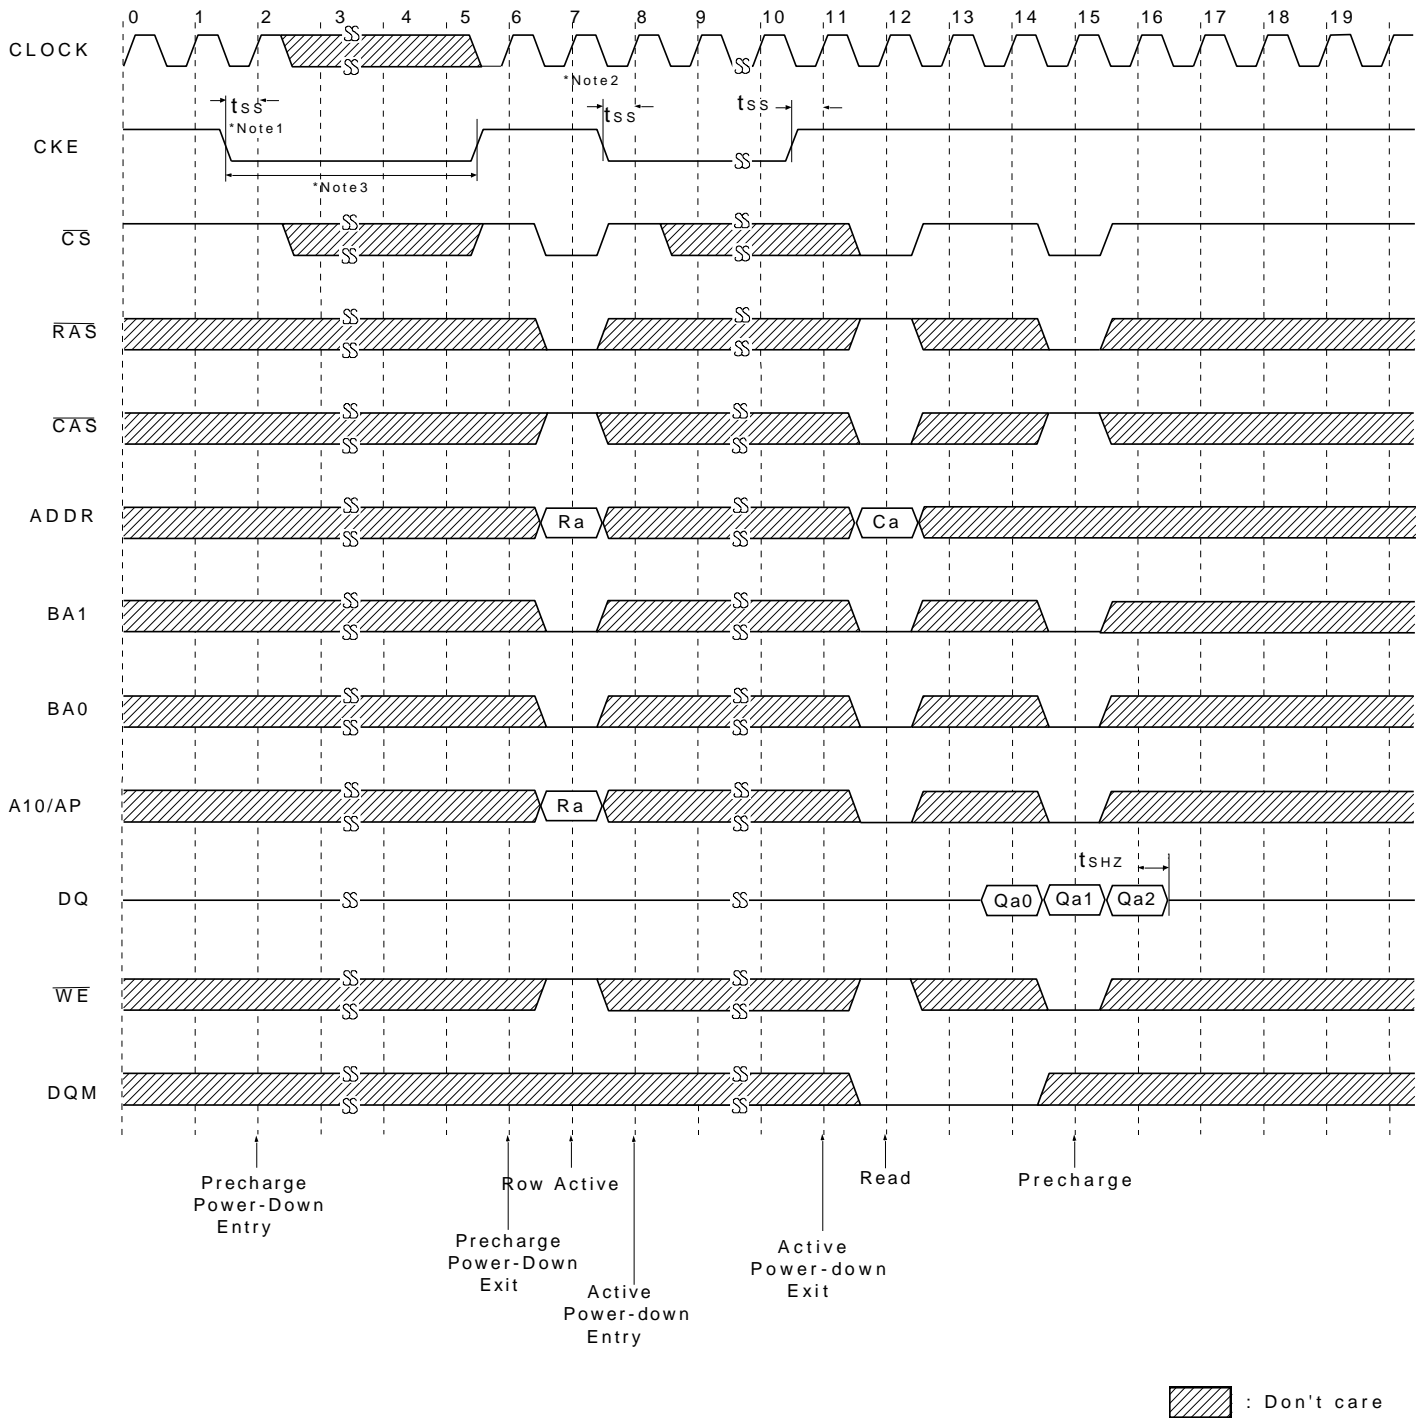 0 1 2 3 4 5 6 7 8 9 10 11 12 13 14 15 16 17 18 19
CLOCK
*Note2
tSS
tSS
tSS
*Note1
CKE
*Note3
CS
RAS
CAS
ADDR
Ra
Ca
BA1
BA0
A10/AP
Ra
tSHZ
DQ
Qa0
Qa1
Qa2
WE
DQM
Precharge
Power-Down
Entry
Row Active
Read
Precharge
Precharge
Power-Down
Exit
Active
Power-down
Exit
Active
Power-down
Entry
: Don't care